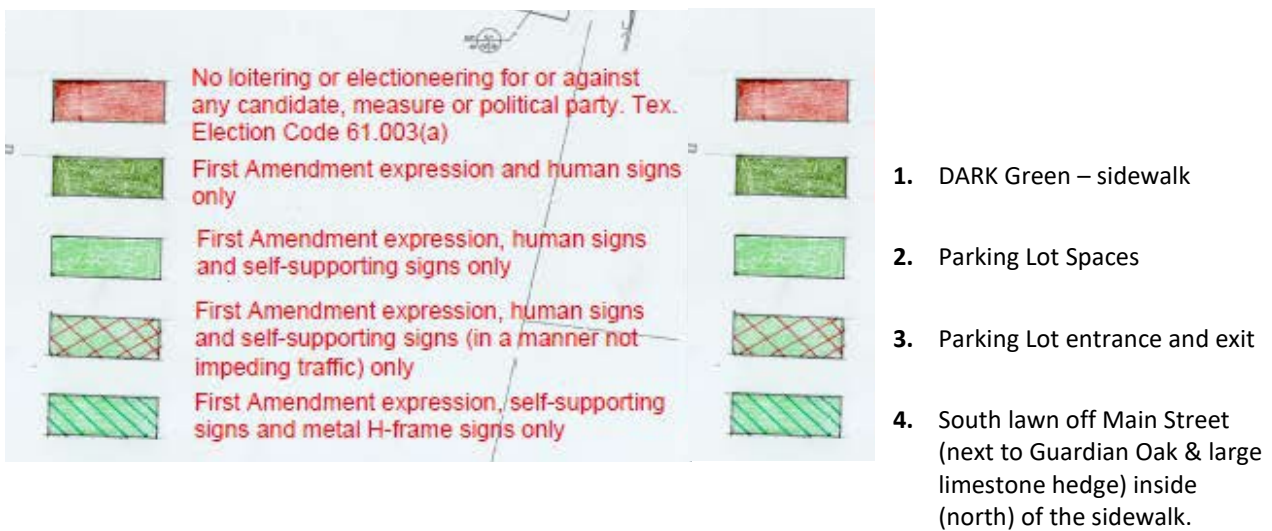 No loitering or electioneering for or against
any candidate, measure or political party. Tex.
Election Code 61.003(a)
First Amendment expression and human signs
only
First Amendment expression, human signs
and self-supporting signs only
First Amendment expression, human signs
and self-supporting signs (in a manner not
impeding traffic) only
First Amendment expression, self-supporting
signs and metal H-frame signs only
1. DARK Green – sidewalk
2. Parking Lot Spaces
3. Parking Lot entrance and exit
4. South lawn off Main Street
(next to Guardian Oak & large
limestone hedge) inside
(north) of the sidewalk.